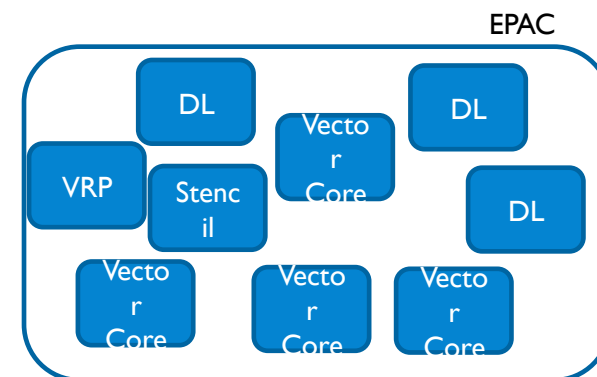 EPAC
DL
Vecto
r
Core
DL
VRP
Stenc
il
DL
Vecto
r
Core
Vecto
r
Core
Vecto
r
Core